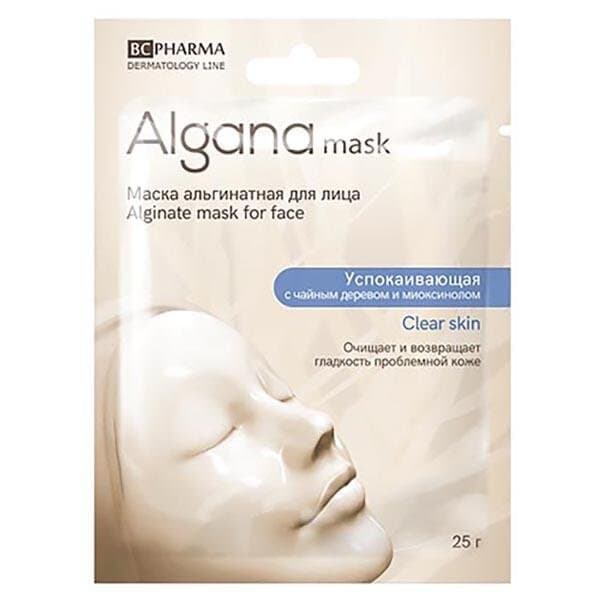 BC PHARMA
DERMATOLOGY LINE
Algana mask
Маска альгинатная для лица
Alginate mask for face
Успокаивающая
с чайным деревом и миоксинолом
Clear skin
Очищает и возвращает
гладкость проблемной коже
25 г